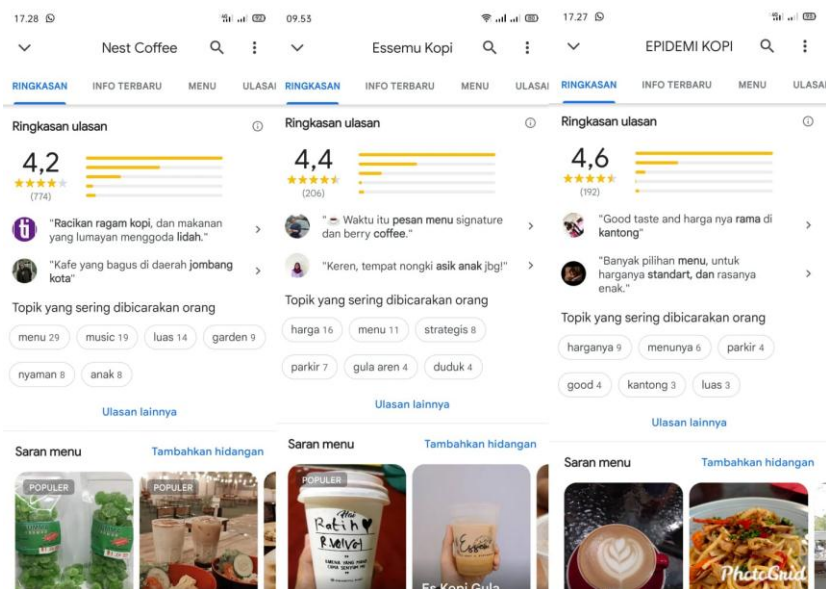 17.28
Nest Coffee
RINGKASAN INFO TERBARU MENU ULASAI
Ringkasan ulasan
4,2
(774)
"Racikan ragam kopi, dan makanan
yang lumayan menggoda lidah."
"Kafe yang bagus di daerah jombang
kota"
Topik yang sering dibicarakan orang
menu 29 music 19 luas 14 garden 9
nyaman 8 anak 8
Ulasan lainnya
Saran menu Tambahkan hidangan
POPULER POPULER
09.53
Essemu Kopi
RINGKASAN INFO TERBARU MENU ULASAI
Ringkasan ulasan
4,4
(206)
"☕ Waktu itu pesan menu signature
dan berry coffee."
"Keren, tempat nongki asik anak jbg!"
Topik yang sering dibicarakan orang
harga 16 menu 11 strategis 8
parkir 7 gula aren 4 duduk 4
Ulasan lainnya
Saran menu Tambahkan hidangan
POPULER
Hai
Ratih
R.Velvet
Es Kopi Gula
17.27
EPIDEMI KOPI
RINGKASAN INFO TERBARU MENU ULASAI
Ringkasan ulasan
4,6
(192)
"Good taste and harga nya rama di
kantong"
"Banyak pilihan menu, untuk
harganya standart, dan rasanya
enak."
Topik yang sering dibicarakan orang
harganya 9 menunya 6 parkir 4
good 4 kantong 3 luas 3
Ulasan lainnya
Saran menu Tambahkan hidangan
PhotoGrid